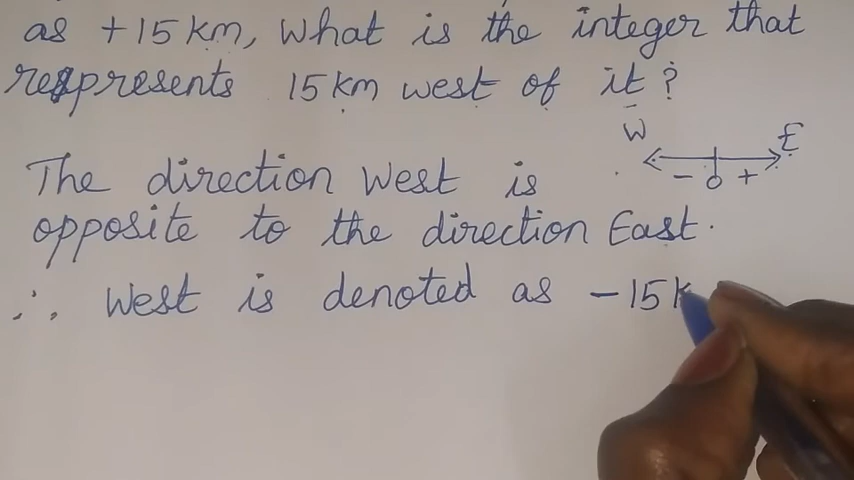 as +15 km, what is the integer that
represents 15 km west of it?
W E
- 0 +
The direction West is
opposite to the direction East.
∴ West is denoted as -15 k